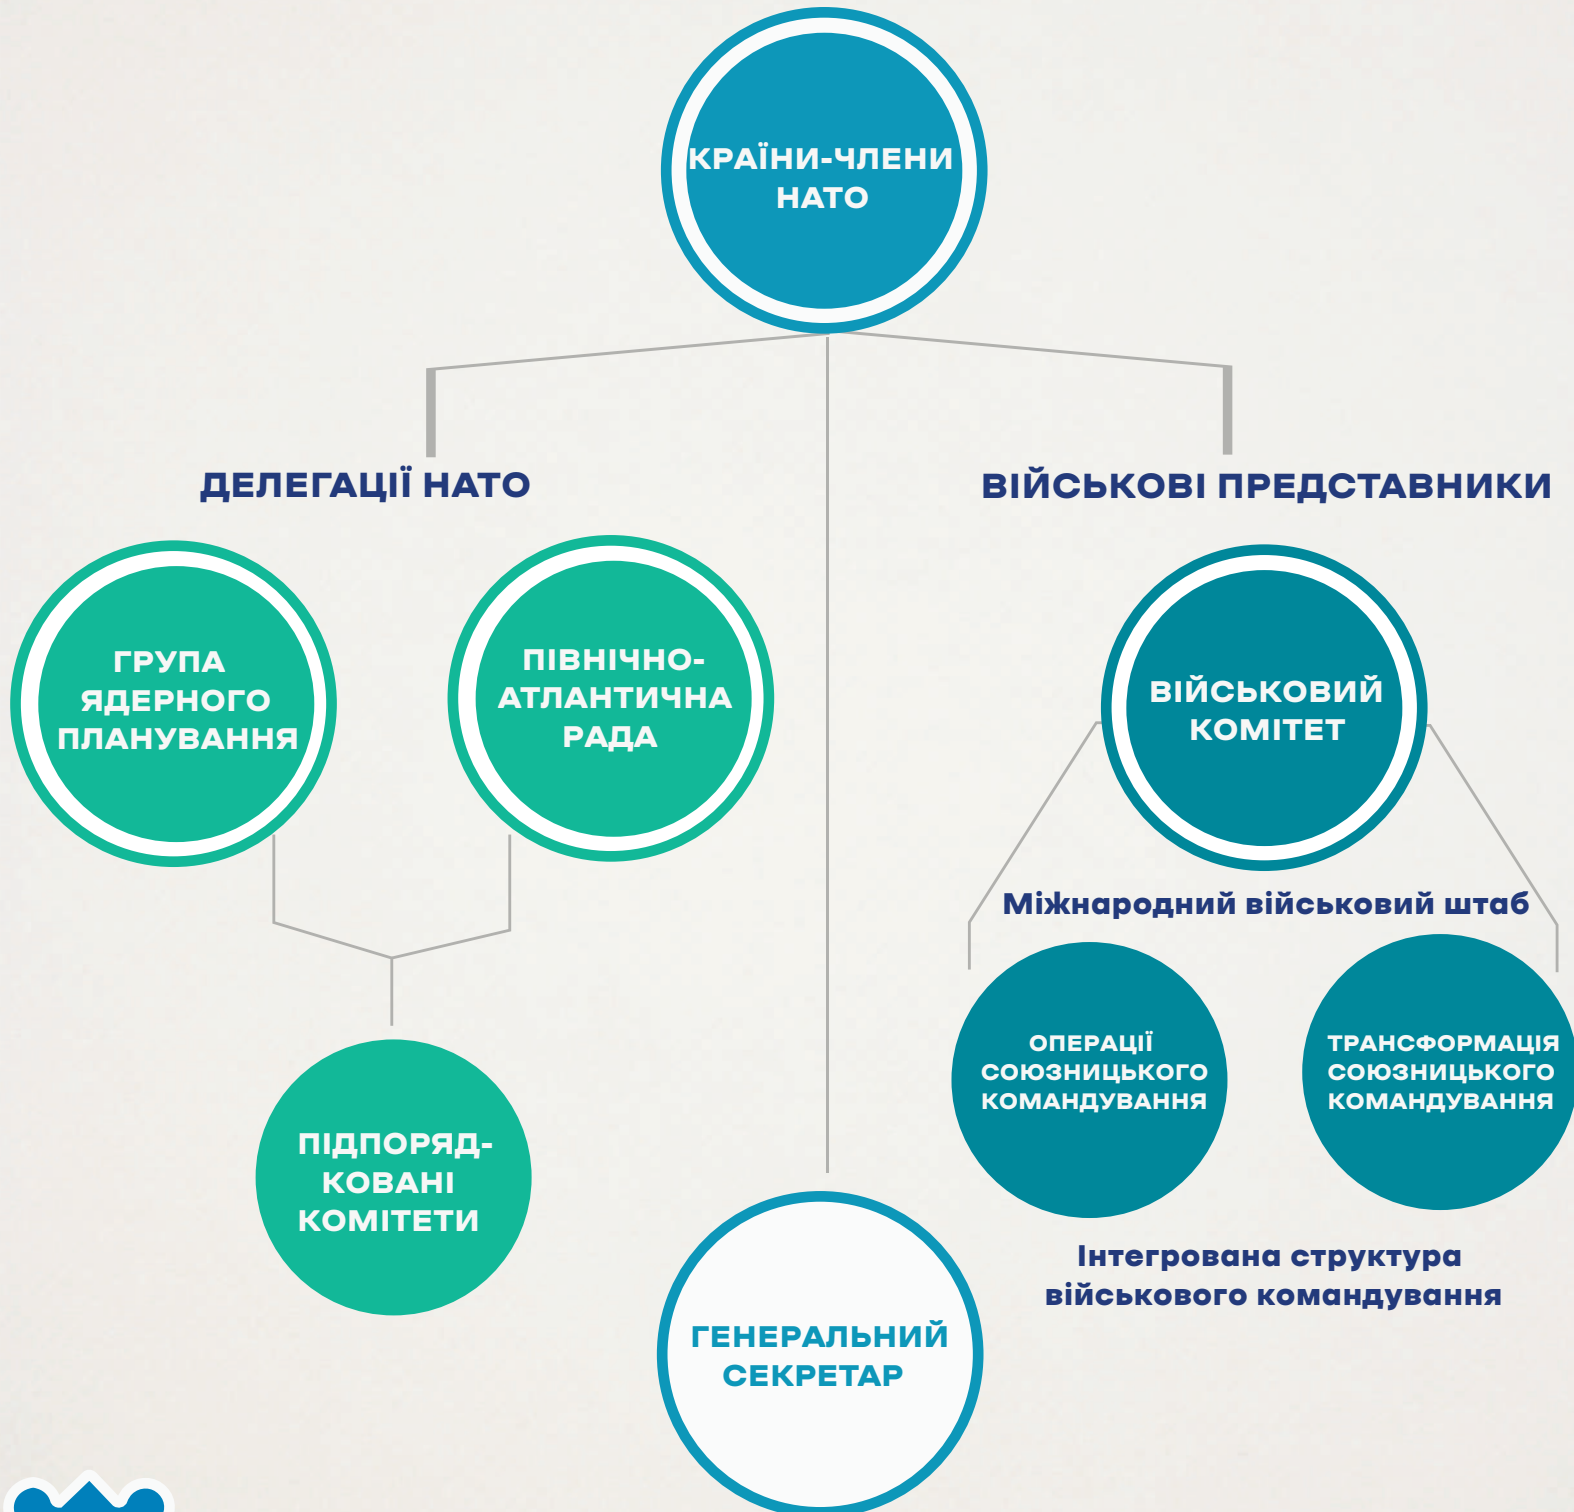 КРАЇНИ-ЧЛЕНИ
НАТО
ДЕЛЕГАЦІЇ НАТО
ВІЙСЬКОВІ ПРЕДСТАВНИКИ
ГРУПА
ЯДЕРНОГО
ПЛАНУВАННЯ
ПІВНІЧНО-
АТЛАНТИЧНА
РАДА
ВІЙСЬКОВИЙ
КОМІТЕТ
Міжнародний військовий штаб
ОПЕРАЦІЇ
СОЮЗНИЦЬКОГО
КОМАНДУВАННЯ
ТРАНСФОРМАЦІЯ
СОЮЗНИЦЬКОГО
КОМАНДУВАННЯ
ПІДПОРЯД-
КОВАНІ
КОМІТЕТИ
Інтегрована структура
військового командування
ГЕНЕРАЛЬНИЙ
СЕКРЕТАР